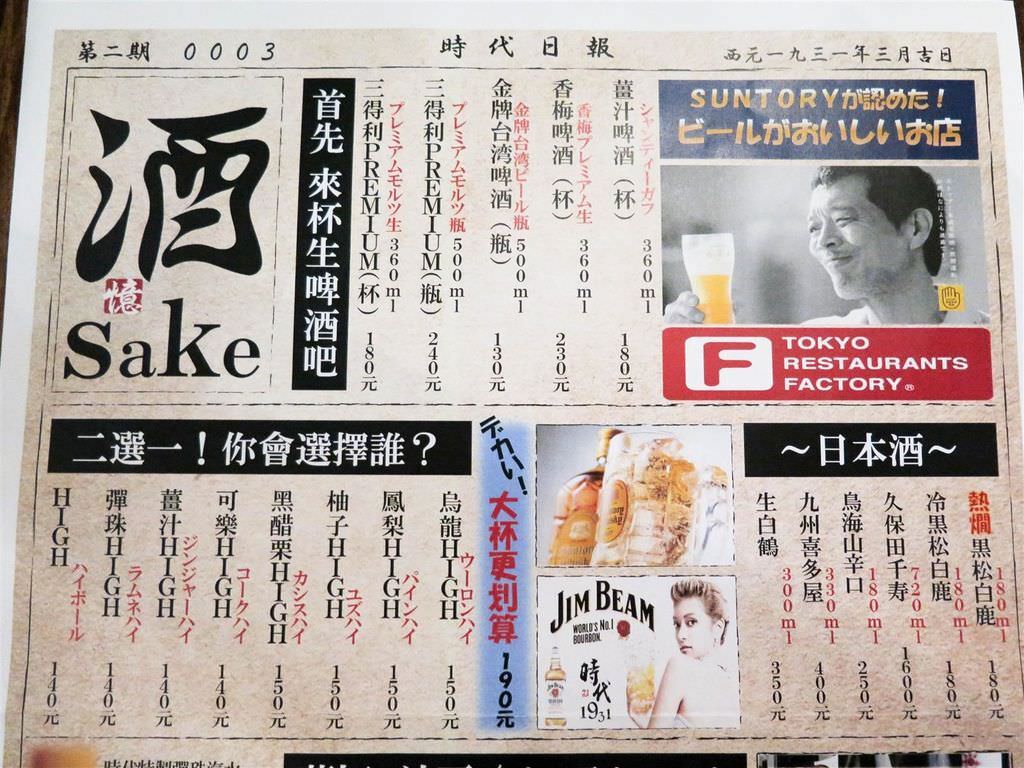 第二期 0003
時代日報
西元一九三一年三月吉日
酒
憶
sake
首先 來杯生啤酒吧
SUNTORYが認めた!
ビールがおいしいお店
TOKYO
RESTAURANTS
FACTORY®
シャンディーガフ 360ml
薑汁啤酒(杯) 180元
香梅プレミアム生 360ml
香梅啤酒(杯) 230元
金牌台湾ビール瓶 500ml
金牌台湾啤酒(瓶) 130元
プレミアムモルツ瓶 500ml
三得利PREMIUM(瓶) 240元
プレミアムモルツ生 360ml
三得利PREMIUM(杯) 180元
二選一!你會選擇誰?
ウーロンハイ
烏龍HIGH 150元
パインハイ
鳳梨HIGH 150元
ユズハイ
柚子HIGH 150元
カシスハイ
黑醋栗HIGH 150元
コークハイ
可樂HIGH 140元
ジンジャーハイ
薑汁HIGH 140元
ラムネハイ
彈珠HIGH 140元
ハイボール
HIGH 140元
デカい!
大杯更划算 190元
JIM BEAM
WORLD'S No.1
BOURBON.
時代
1931
~日本酒~
熱燗 黒松白鹿 180ml 180元
冷黒松白鹿 180ml 180元
久保田千寿 720ml 1600元
鳥海山辛口 180ml 250元
九州喜多屋 330ml 400元
生白鶴 300ml 350元
時代特製彈珠汽水